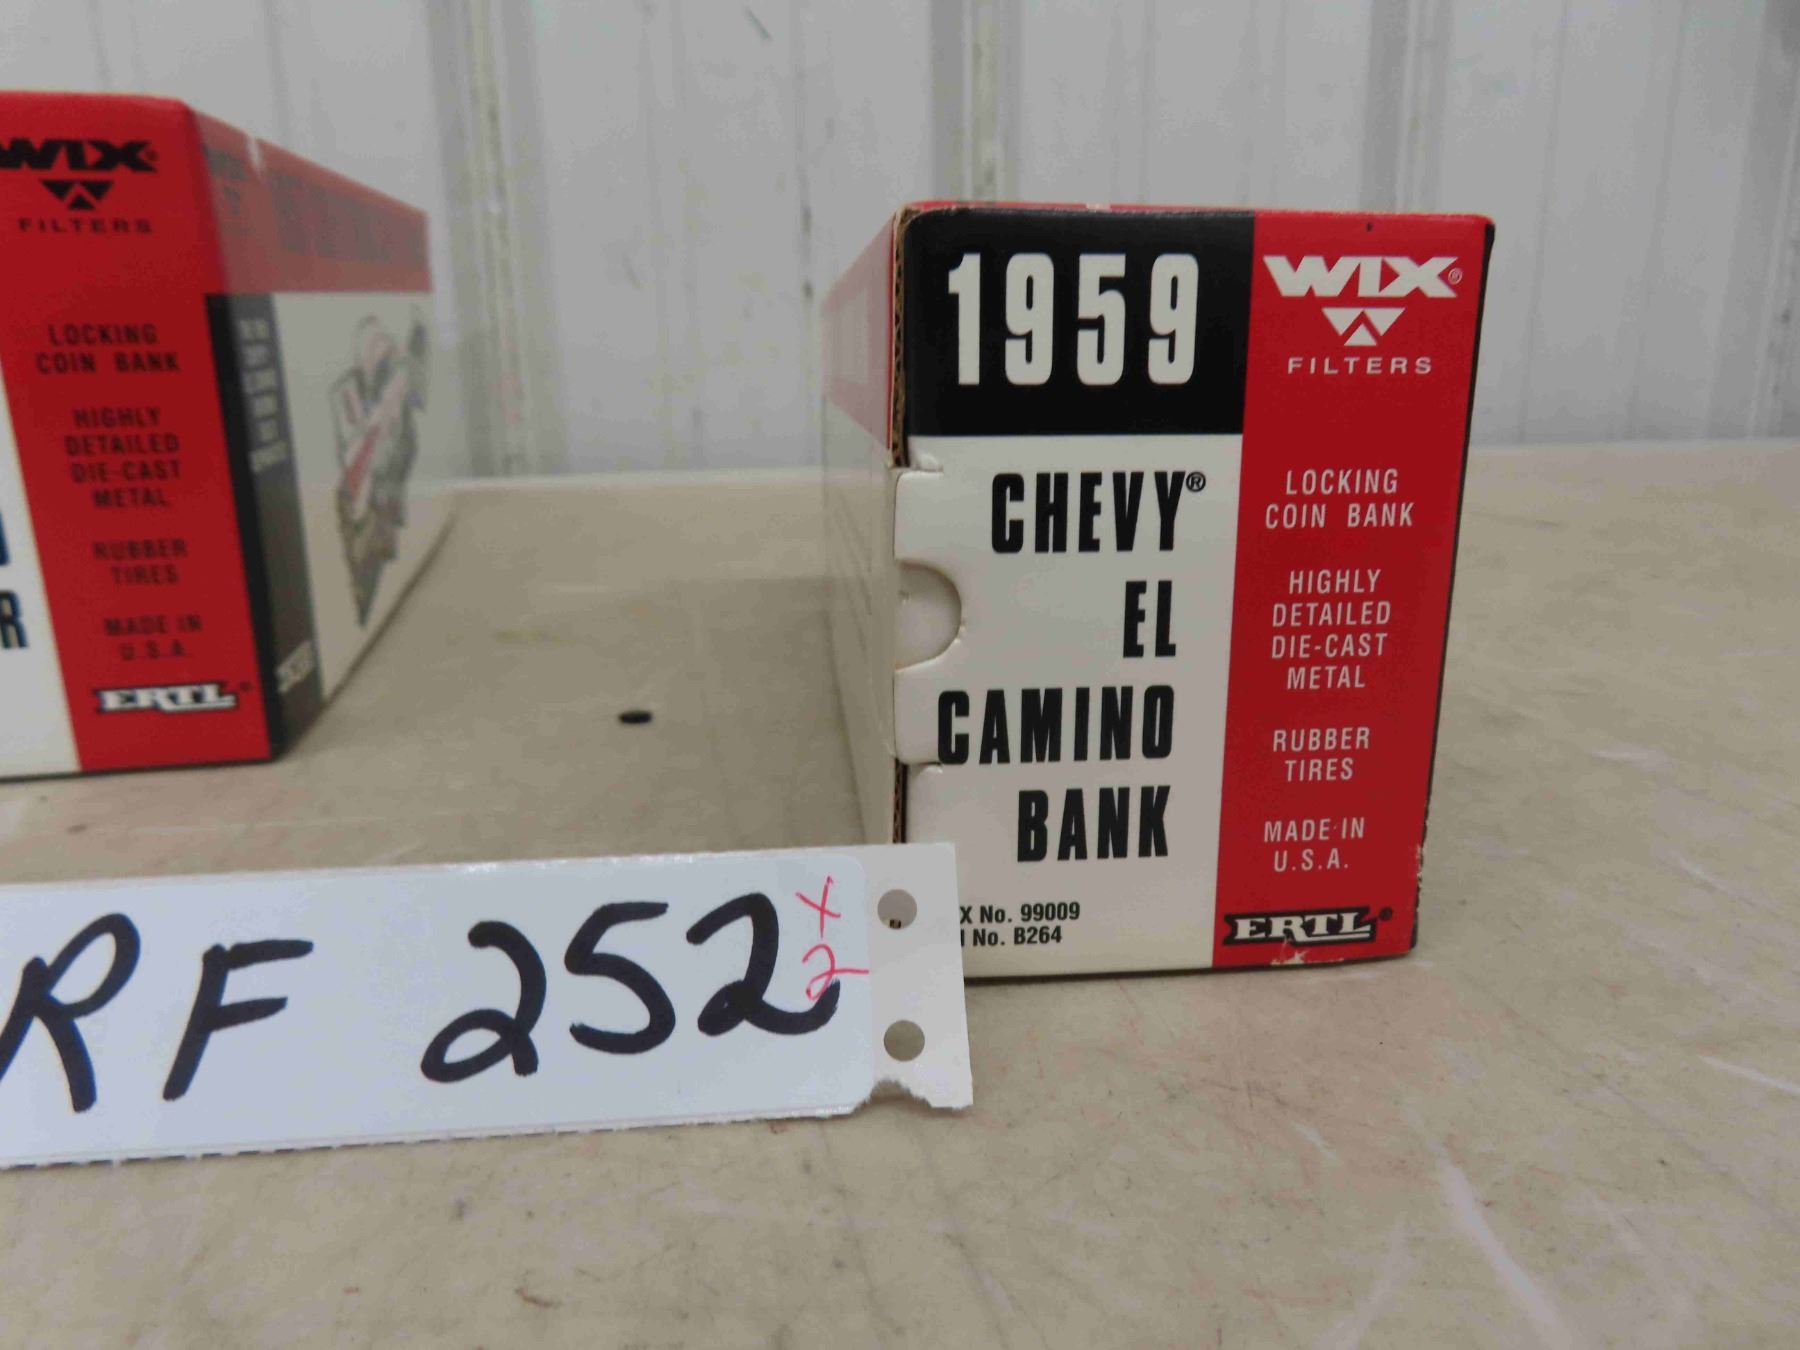 WIX
FILTERS
LOCKING
COIN BANK
HIGHLY
DETAILED
DIE-CAST
METAL
RUBBER
TIRES
MADE IN
U.S.A.
ERTL
R
1959
CHEVY®
EL
CAMINO
BANK
X No. 99009
No. B264
WIX®
FILTERS
LOCKING
COIN BANK
HIGHLY
DETAILED
DIE-CAST
METAL
RUBBER
TIRES
MADE IN
U.S.A.
ERTL®
RF 252
X
2